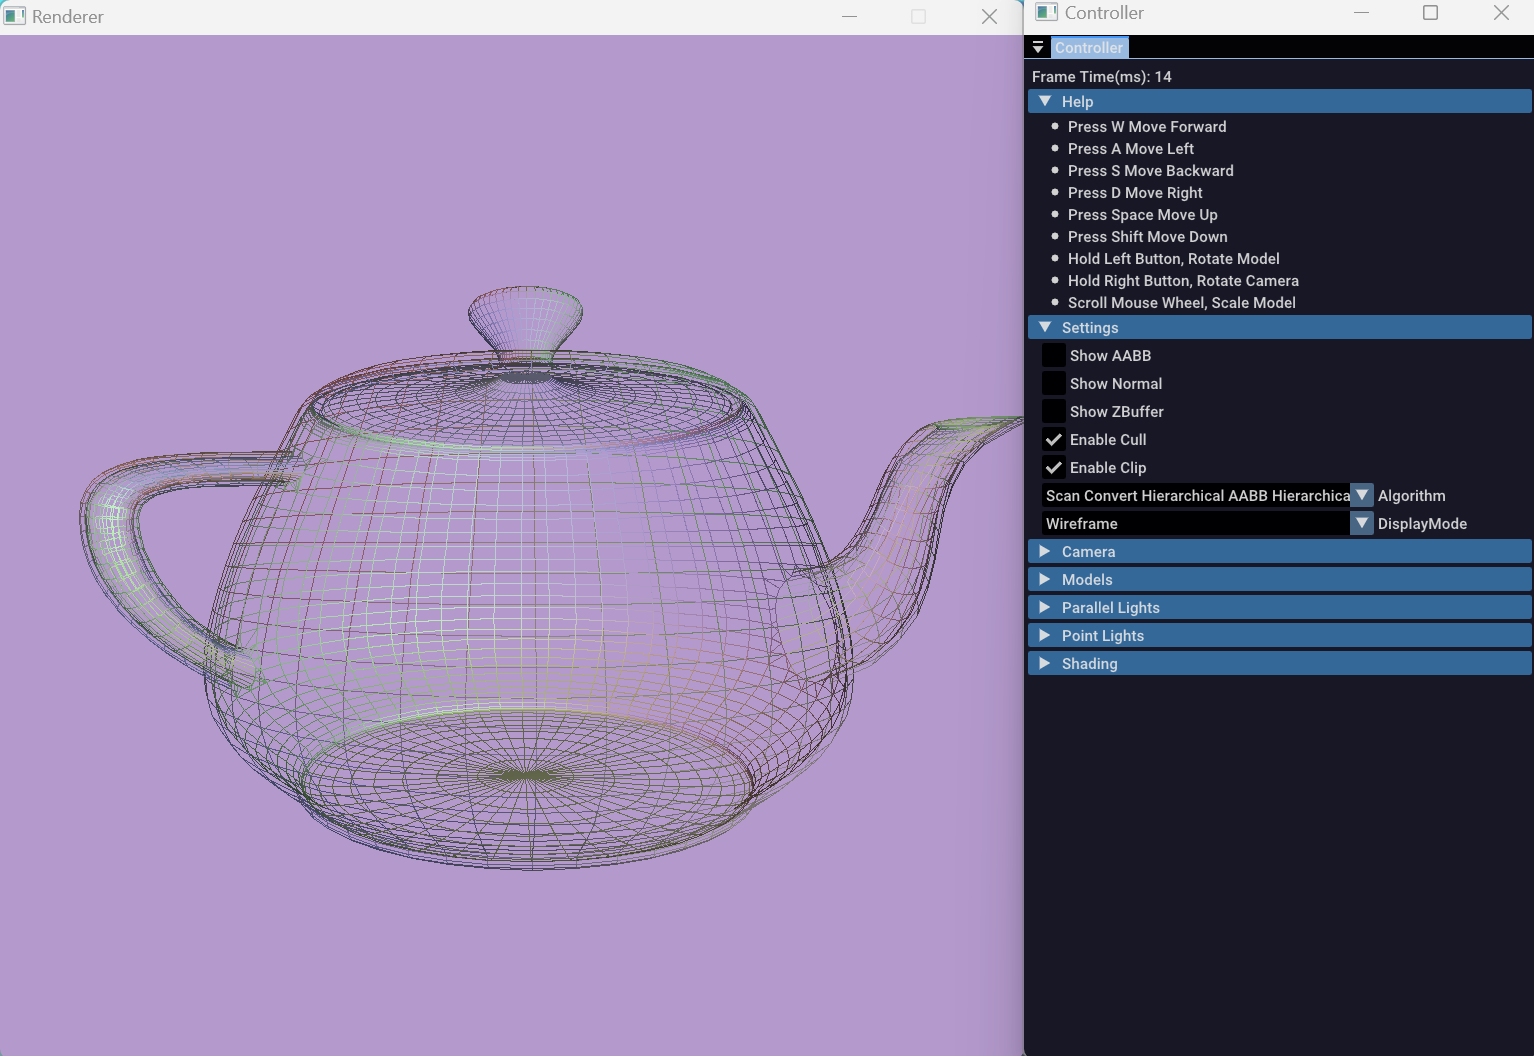 Renderer
Controller
Controller
Frame Time(ms): 14
Help
Press W Move Forward
Press A Move Left
Press S Move Backward
Press D Move Right
Press Space Move Up
Press Shift Move Down
Hold Left Button, Rotate Model
Hold Right Button, Rotate Camera
Scroll Mouse Wheel, Scale Model
Settings
Show AABB
Show Normal
Show ZBuffer
Enable Cull
Enable Clip
Scan Convert Hierarchical AABB Hierarchica Algorithm
Wireframe DisplayMode
Camera
Models
Parallel Lights
Point Lights
Shading